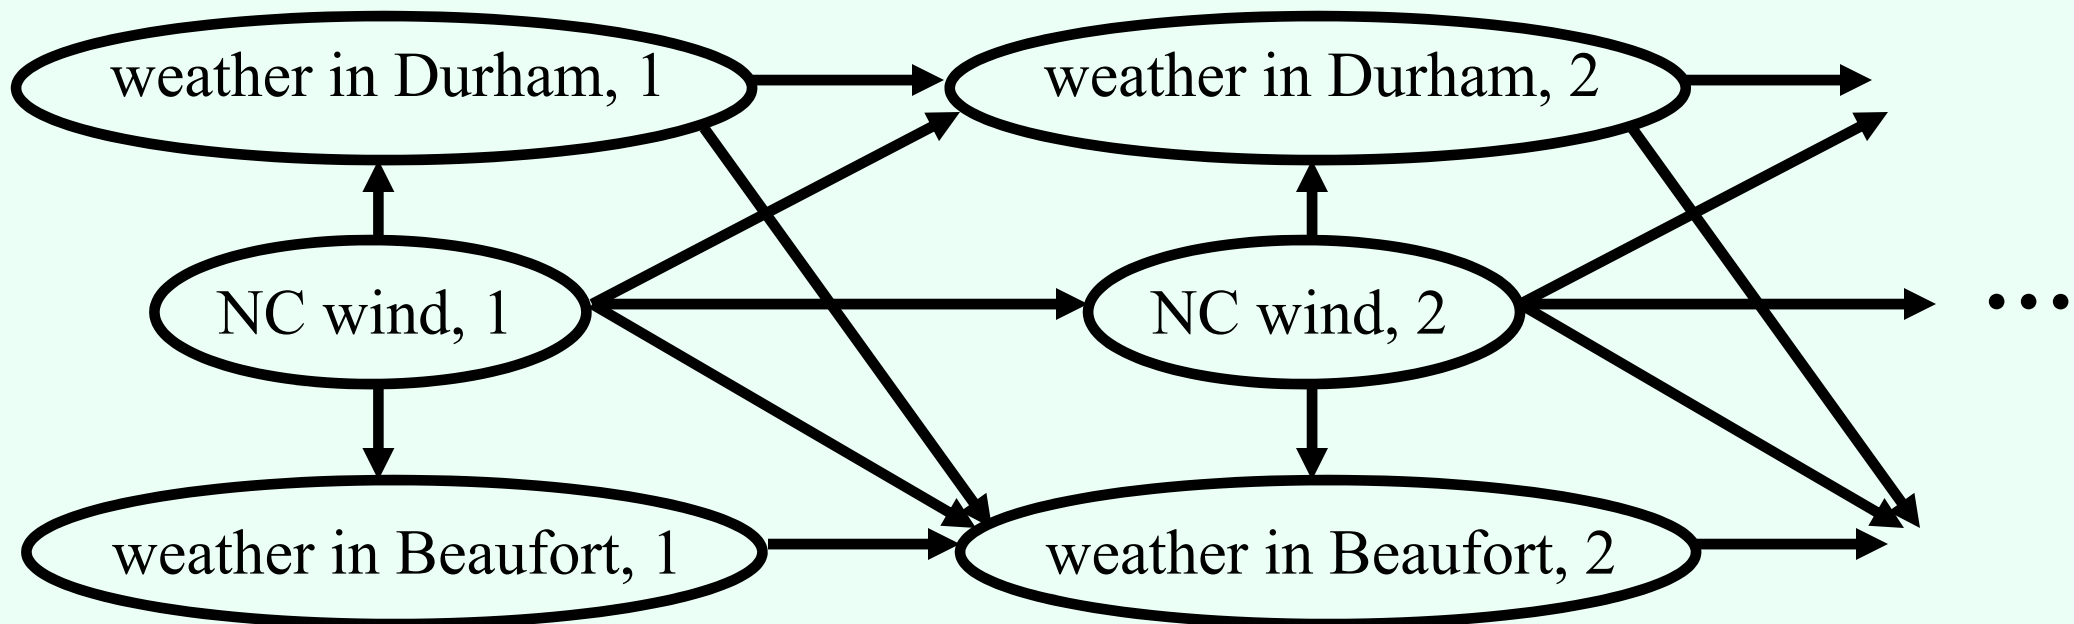 weather in Durham, 1
weather in Durham, 2
NC wind, 1
NC wind, 2
...
weather in Beaufort, 1
weather in Beaufort, 2